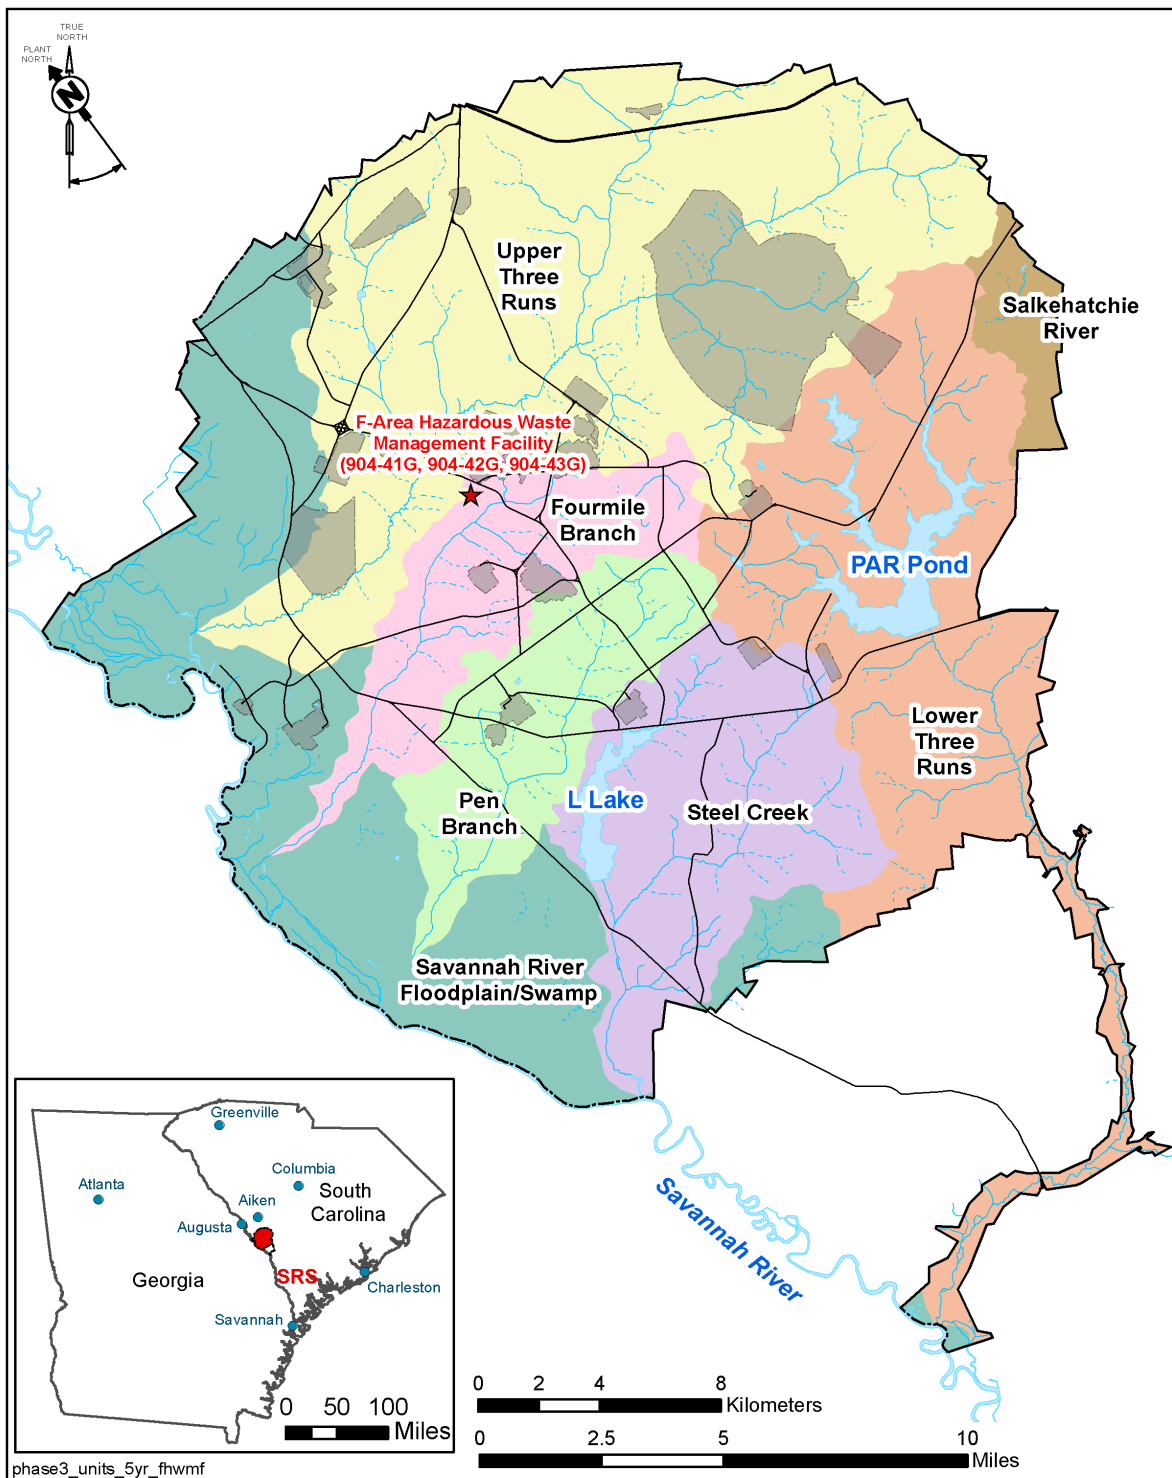 TRUE
NORTH
PLANT
NORTH
N
Upper
Three
Runs
Salkehatchie
River
F-Area Hazardous Waste
Management Facility
(904-41G, 904-42G, 904-43G)
Fourmile
Branch
PAR Pond
Lower
Three
Runs
L Lake
Steel Creek
Pen
Branch
Savannah River
Floodplain/Swamp
Savannah River
Greenville
Columbia
Atlanta
Aiken
South
Carolina
Augusta
Georgia
SRS
Charleston
Savannah
0 50 100
Miles
0 2 4 8
Kilometers
0 2.5 5 10
Miles
phase3_units_5yr_fhwmf